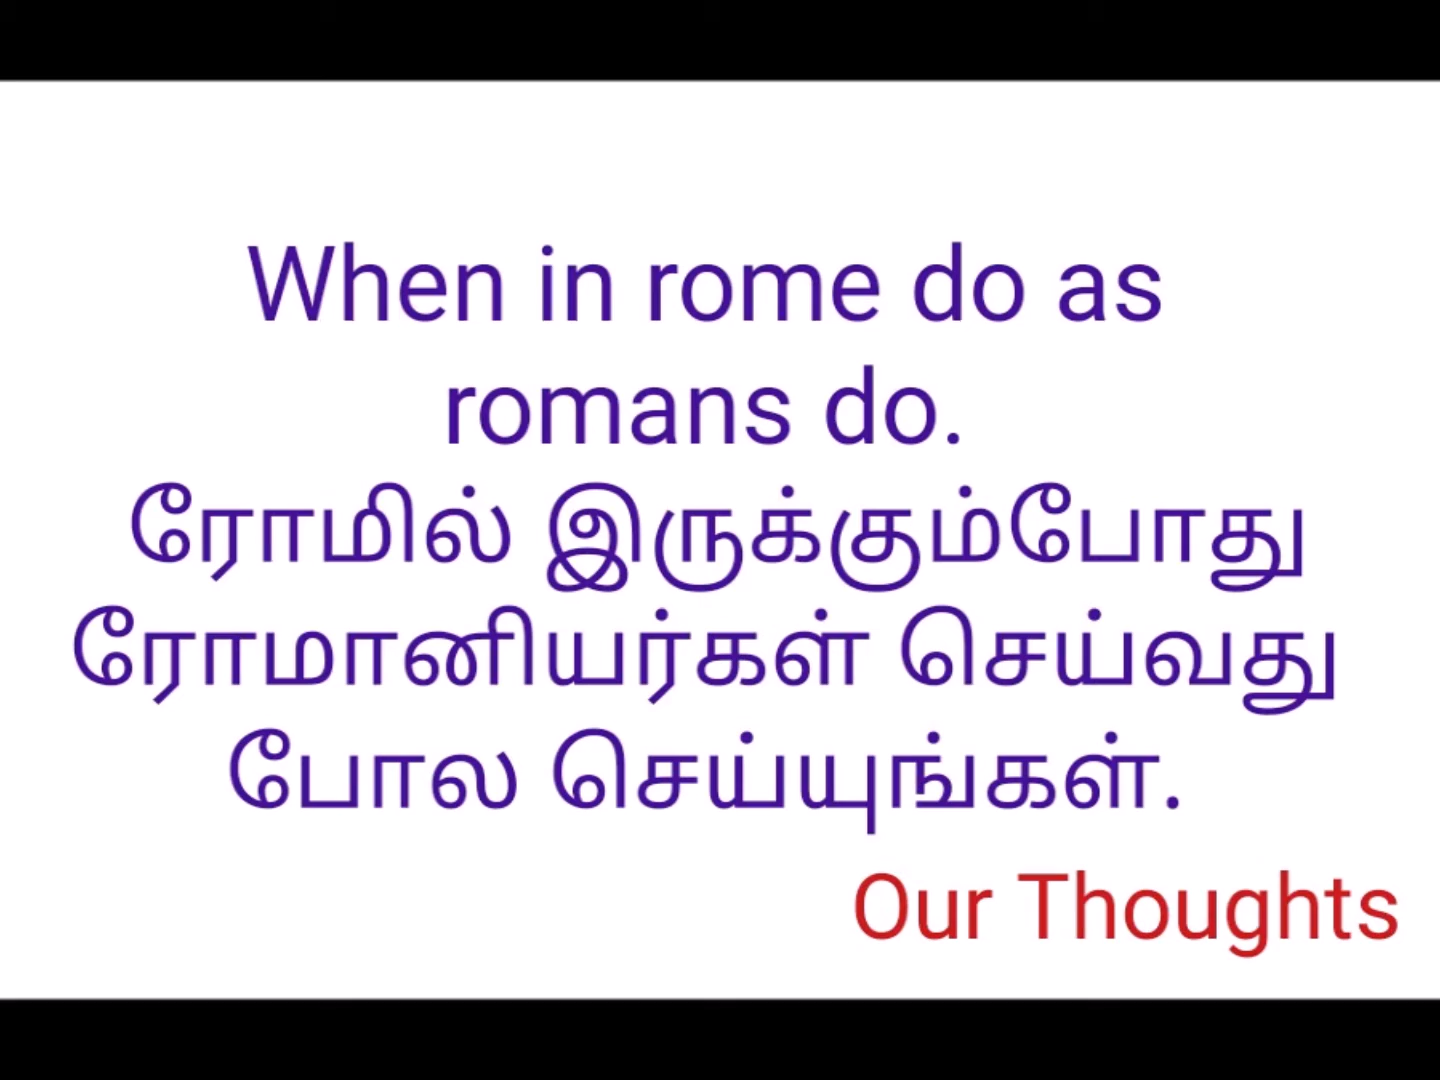 When in rome do as
romans do.
ரோமில் இருக்கும்போது
ரோமானியர்கள் செய்வது
போல செய்யுங்கள்.
Our Thoughts